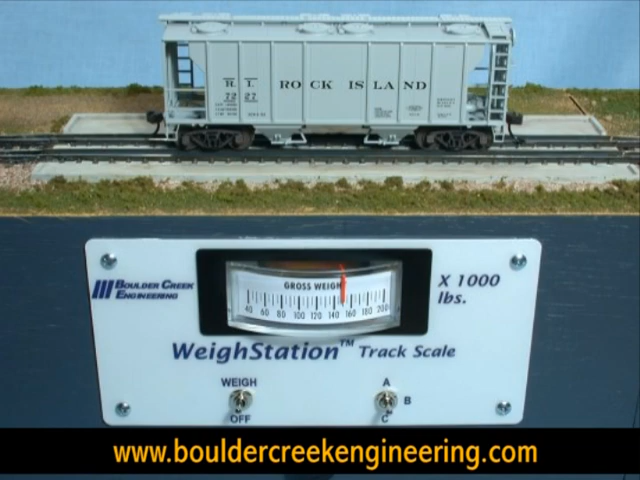 R. I.
7227
ROCK ISLAND
BOULDER CREEK
ENGINEERING
GROSS WEIGHT
40 60 80 100 120 140 160 180 200
X 1000
lbs.
WeighStation™ Track Scale
WEIGH
OFF
A
B
C
www.bouldercreekengineering.com